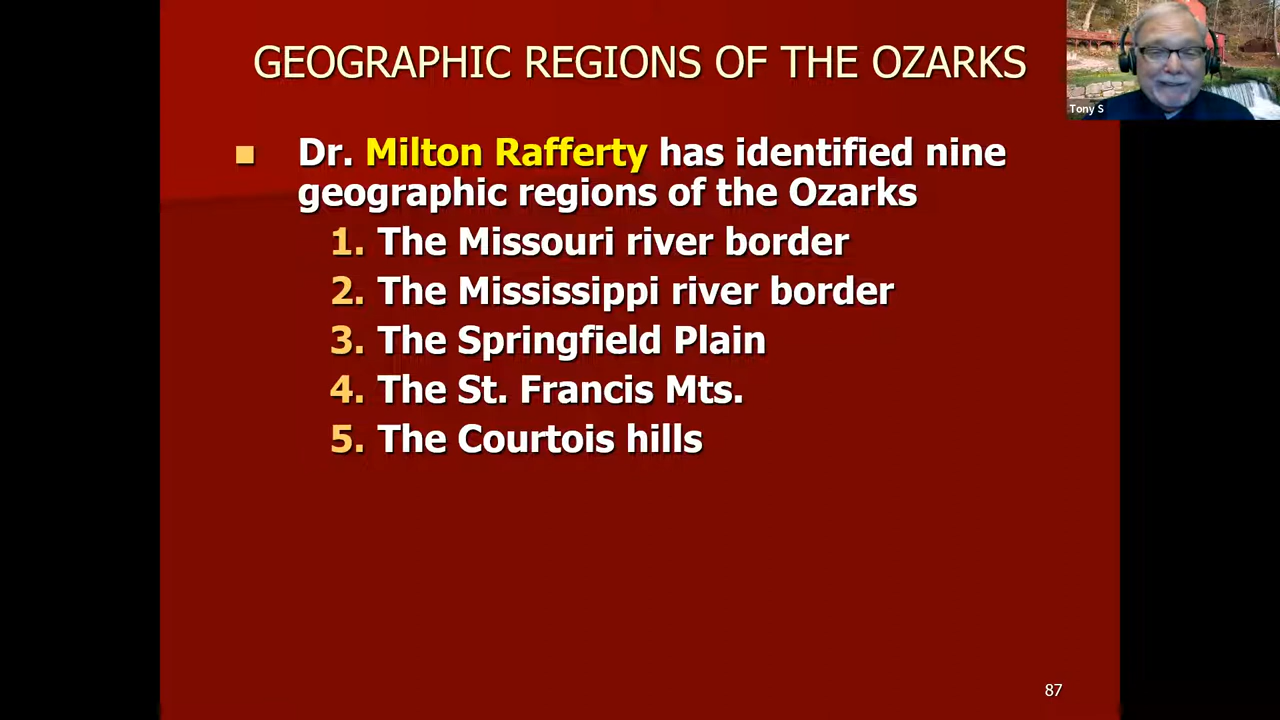 GEOGRAPHIC REGIONS OF THE OZARKS
Tony S
Dr. Milton Rafferty has identified nine
geographic regions of the Ozarks
1. The Missouri river border
2. The Mississippi river border
3. The Springfield Plain
4. The St. Francis Mts.
5. The Courtois hills
87